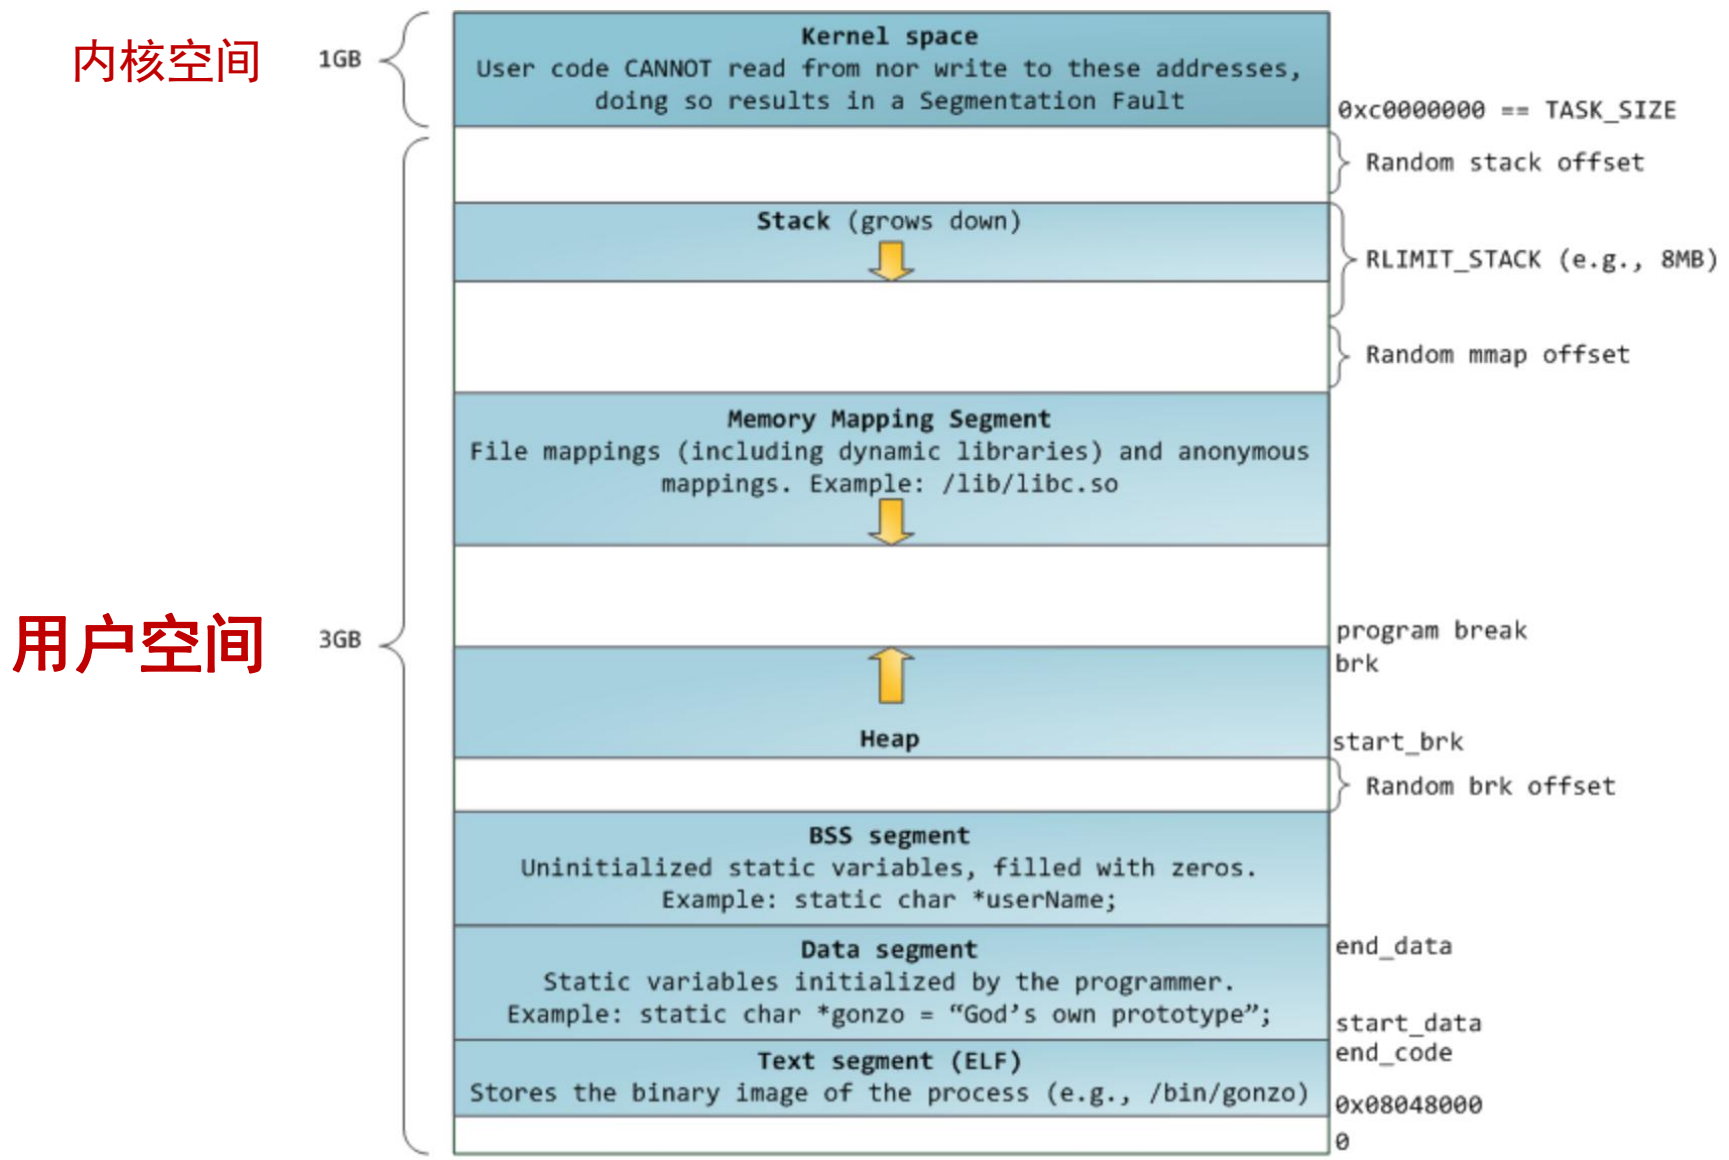 内核空间
1GB
Kernel space
User code CANNOT read from nor write to these addresses,
doing so results in a Segmentation Fault
0xc0000000 == TASK_SIZE
Random stack offset
Stack (grows down)
RLIMIT_STACK (e.g., 8MB)
Random mmap offset
Memory Mapping Segment
File mappings (including dynamic libraries) and anonymous
mappings. Example: /lib/libc.so
用户空间
3GB
program break
brk
Heap
start_brk
Random brk offset
BSS segment
Uninitialized static variables, filled with zeros.
Example: static char *userName;
Data segment
Static variables initialized by the programmer.
Example: static char *gonzo = “God’s own prototype”;
end_data
start_data
Text segment (ELF)
Stores the binary image of the process (e.g., /bin/gonzo)
end_code
0x08048000
0